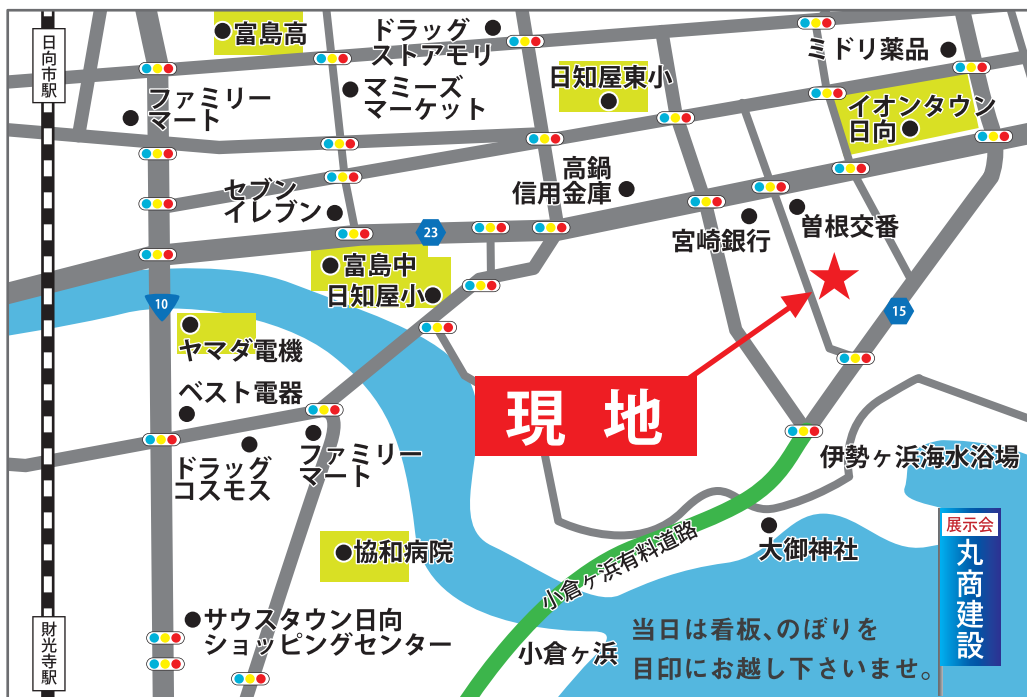 日向市駅
富島高
ドラッグ
ストアモリ
ミドリ薬品
日知屋東小
マミーズ
マーケット
ファミリー
マート
イオンタウン
日向
高鍋
信用金庫
セブン
イレブン
23
宮崎銀行
曽根交番
富島中
日知屋小
10
15
ヤマダ電機
ベスト電器
現地
ドラッグ
コスモス
ファミリー
マート
伊勢ヶ浜海水浴場
大御神社
小倉ヶ浜有料道路
協和病院
展示会
丸商建設
財光寺駅
サウスタウン日向
ショッピングセンター
小倉ヶ浜
当日は看板、のぼりを
目印にお越し下さいませ。